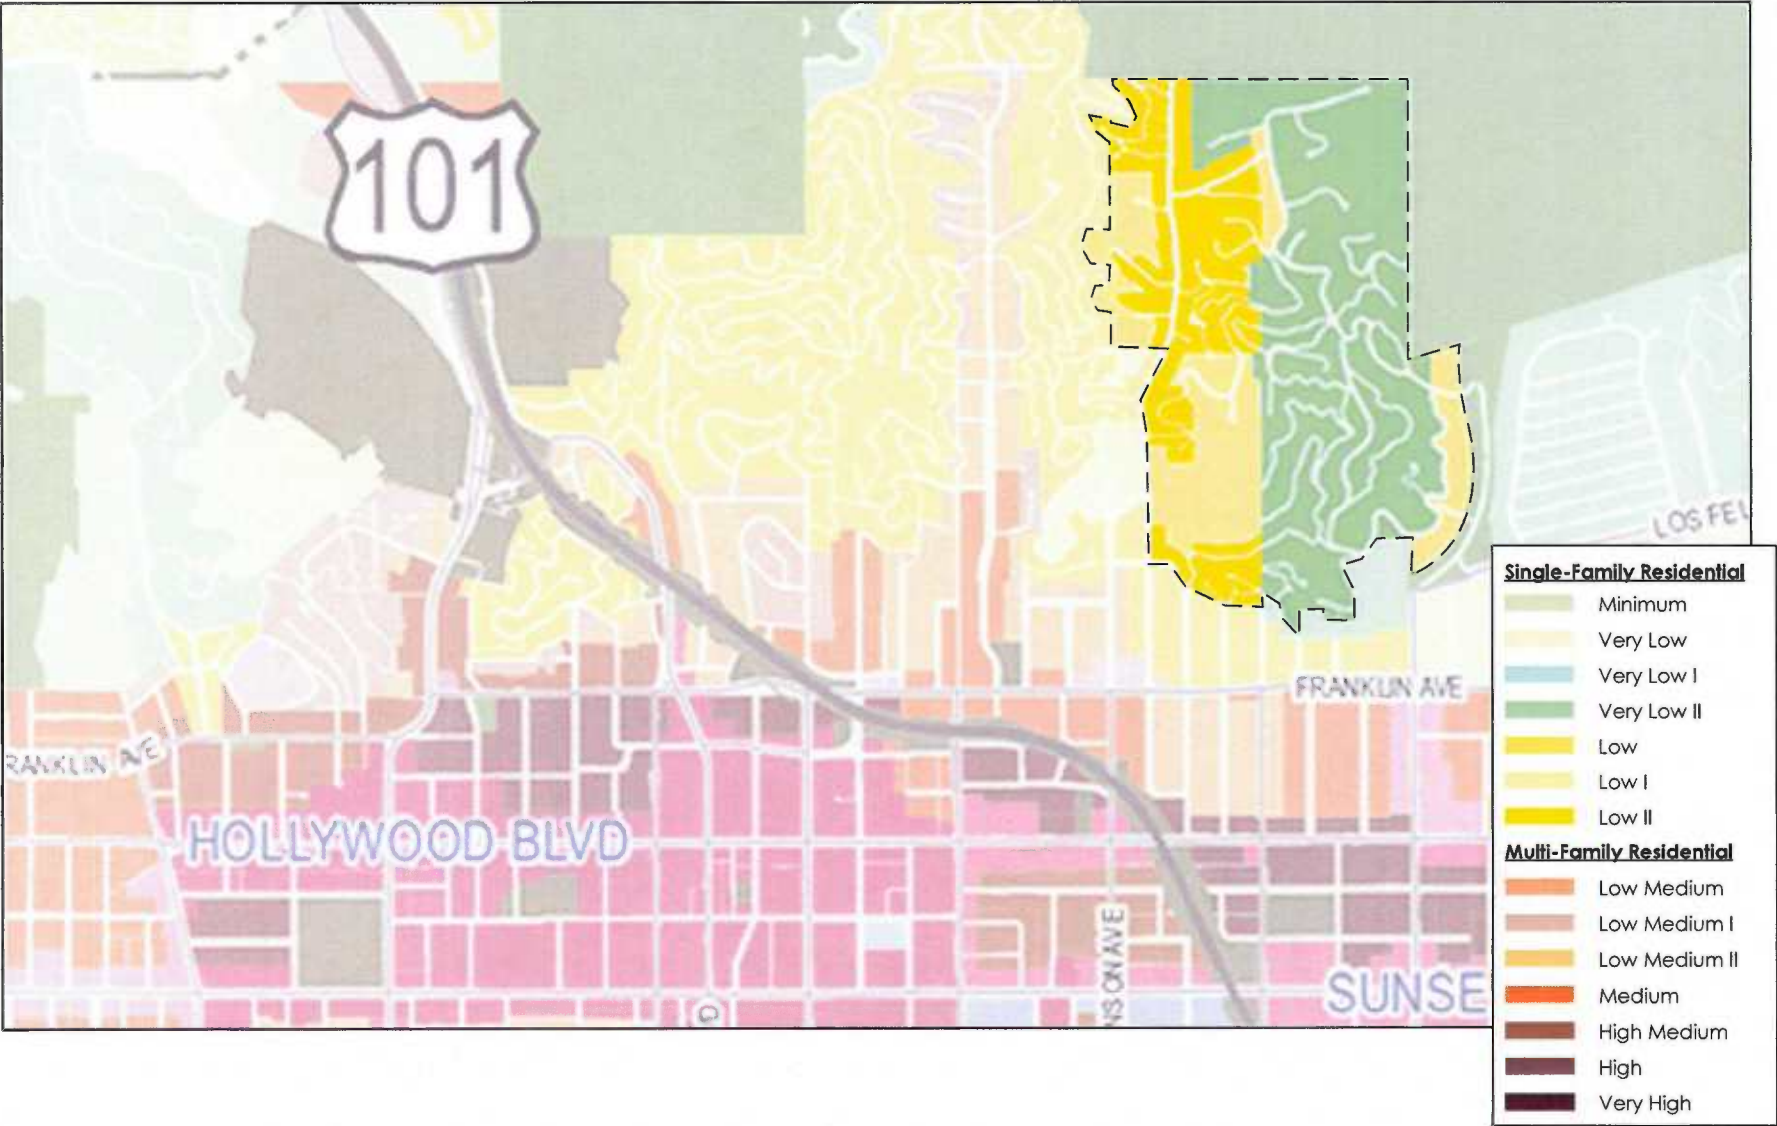 101
LOS FEL
FRANKLIN AVE
RANKLIN AVE
HOLLYWOOD BLVD
NSON AVE
D
SUNSE
Single-Family Residential
Minimum
Very Low
Very Low I
Very Low II
Low
Low I
Low II
Multi-Family Residential
Low Medium
Low Medium I
Low Medium II
Medium
High Medium
High
Very High